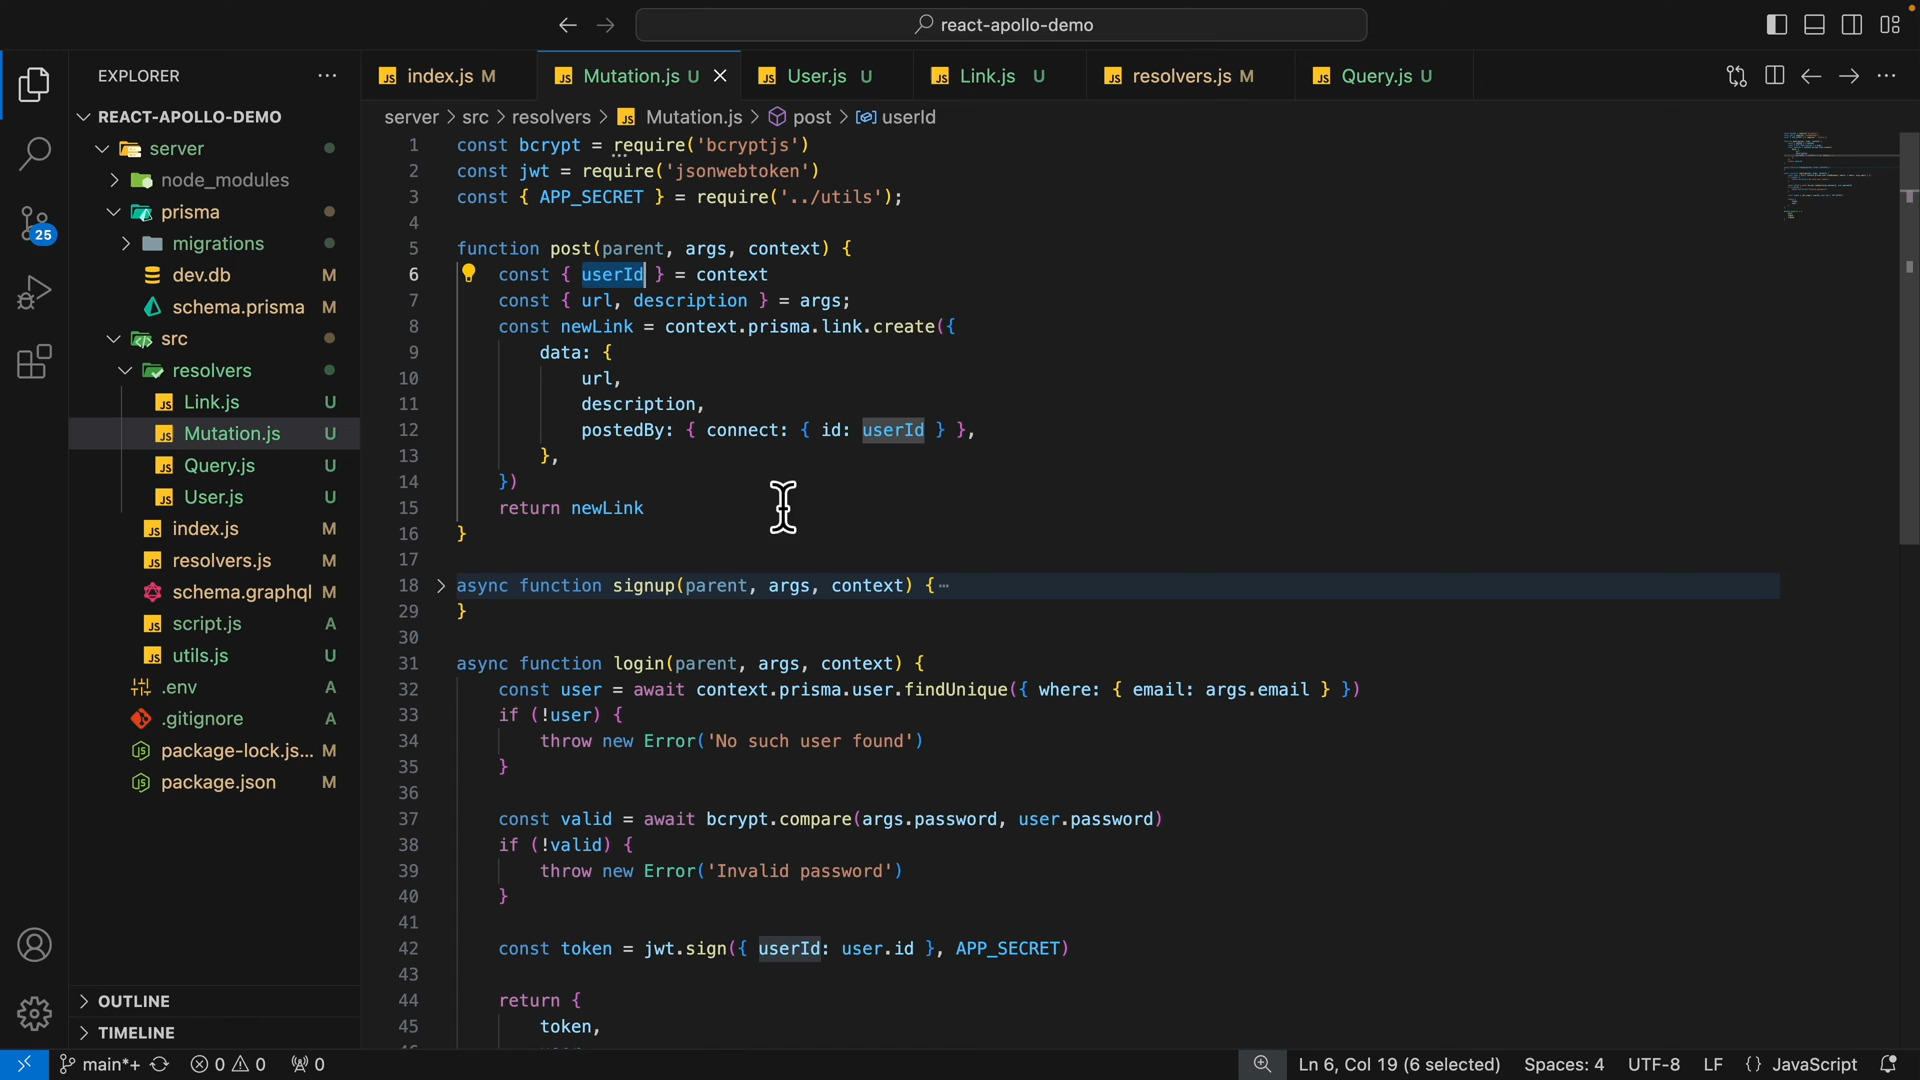 react-apollo-demo
EXPLORER
index.js M
Mutation.js U
User.js U
Link.js U
resolvers.js M
Query.js U
REACT-APOLLO-DEMO
server > src > resolvers > JS Mutation.js > post > userId
server
node_modules
prisma
migrations
dev.db M
schema.prisma M
src
resolvers
Link.js U
Mutation.js U
Query.js U
User.js U
index.js M
resolvers.js M
schema.graphql M
script.js A
utils.js U
.env A
.gitignore A
package-lock.js... M
package.json M
25
OUTLINE
TIMELINE
1 const bcrypt = require('bcryptjs')
2 const jwt = require('jsonwebtoken')
3 const { APP_SECRET } = require('../utils');
4
5 function post(parent, args, context) {
6 const { userId } = context
7 const { url, description } = args;
8 const newLink = context.prisma.link.create({
9 data: {
10 url,
11 description,
12 postedBy: { connect: { id: userId } },
13 },
14 })
15 return newLink
16 }
17
18 async function signup(parent, args, context) {⋯
29 }
30
31 async function login(parent, args, context) {
32 const user = await context.prisma.user.findUnique({ where: { email: args.email } })
33 if (!user) {
34 throw new Error('No such user found')
35 }
36
37 const valid = await bcrypt.compare(args.password, user.password)
38 if (!valid) {
39 throw new Error('Invalid password')
40 }
41
42 const token = jwt.sign({ userId: user.id }, APP_SECRET)
43
44 return {
45 token,
main*+ 0 0 0
Ln 6, Col 19 (6 selected) Spaces: 4 UTF-8 LF {} JavaScript